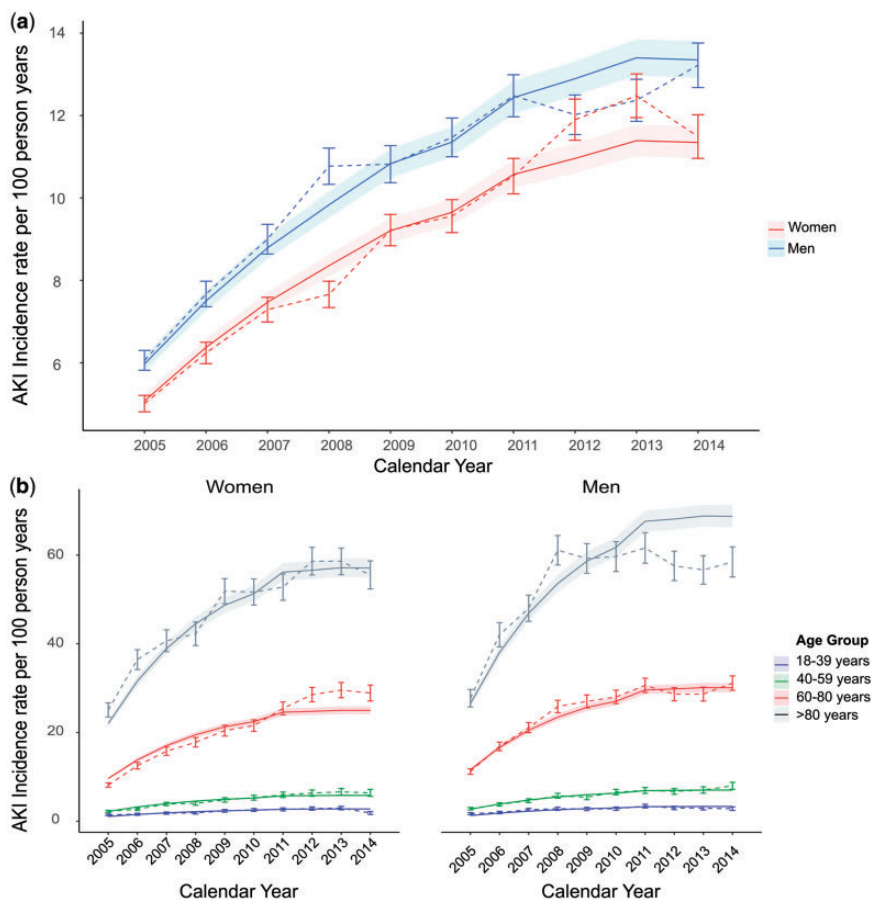 (a)
AKI Incidence rate per 100 person years
14
12
10
8
6
2005 2006 2007 2008 2009 2010 2011 2012 2013 2014
Calendar Year
Women
Men
(b)
Women
Men
AKI Incidence rate per 100 person years
60
40
20
0
2005 2006 2007 2008 2009 2010 2011 2012 2013 2014
2005 2006 2007 2008 2009 2010 2011 2012 2013 2014
Calendar Year
Calendar Year
Age Group
18-39 years
40-59 years
60-80 years
>80 years